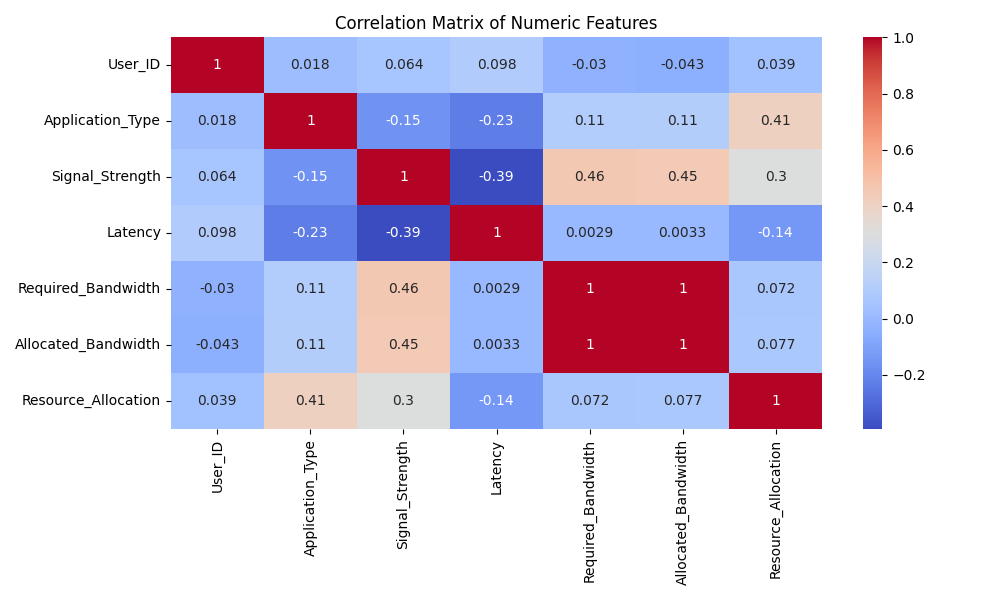 Correlation Matrix of Numeric Features
User_ID 1 0.018 0.064 0.098 -0.03 -0.043 0.039
Application_Type 0.018 1 -0.15 -0.23 0.11 0.11 0.41
Signal_Strength 0.064 -0.15 1 -0.39 0.46 0.45 0.3
Latency 0.098 -0.23 -0.39 1 0.0029 0.0033 -0.14
Required_Bandwidth -0.03 0.11 0.46 0.0029 1 1 0.072
Allocated_Bandwidth -0.043 0.11 0.45 0.0033 1 1 0.077
Resource_Allocation 0.039 0.41 0.3 -0.14 0.072 0.077 1
User_ID
Application_Type
Signal_Strength
Latency
Required_Bandwidth
Allocated_Bandwidth
Resource_Allocation
1.0
0.8
0.6
0.4
0.2
0.0
−0.2